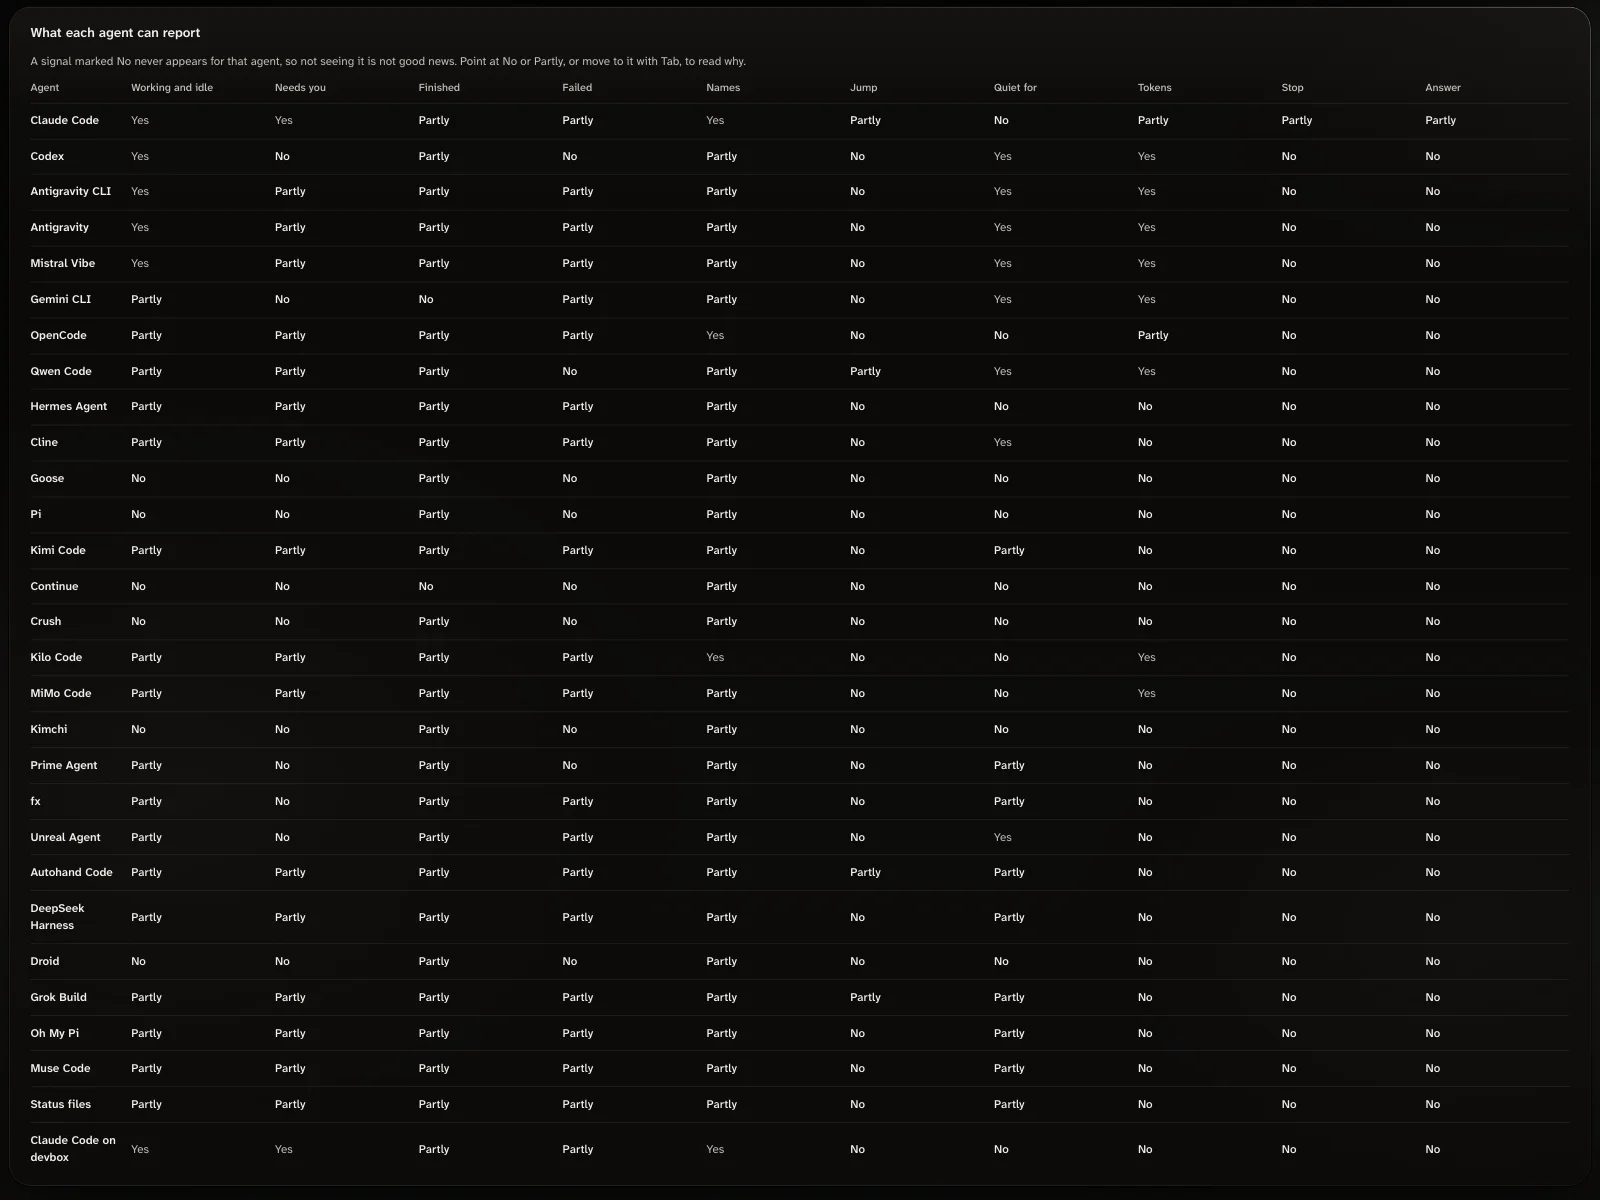 What each agent can report
A signal marked No never appears for that agent, so not seeing it is not good news. Point at No or Partly, or move to it with Tab, to read why.
Agent Working and idle Needs you Finished Failed Names Jump Quiet for Tokens Stop Answer
Claude Code Yes Yes Partly Partly Yes Partly No Partly Partly Partly
Codex Yes No Partly No Partly No Yes Yes No No
Antigravity CLI Yes Partly Partly Partly Partly No Yes Yes No No
Antigravity Yes Partly Partly Partly Partly No Yes Yes No No
Mistral Vibe Yes Partly Partly Partly Partly No Yes Yes No No
Gemini CLI Partly No No Partly Partly No Yes Yes No No
OpenCode Partly Partly Partly Partly Yes No No Partly No No
Qwen Code Partly Partly Partly No Partly Partly Yes Yes No No
Hermes Agent Partly Partly Partly Partly Partly No No No No No
Cline Partly Partly Partly Partly Partly No Yes No No No
Goose No No Partly No Partly No No No No No
Pi No No Partly No Partly No No No No No
Kimi Code Partly Partly Partly Partly Partly No Partly No No No
Continue No No No No Partly No No No No No
Crush No No Partly No Partly No No No No No
Kilo Code Partly Partly Partly Partly Yes No No Yes No No
MiMo Code Partly Partly Partly Partly Partly No No Yes No No
Kimchi No No Partly No Partly No No No No No
Prime Agent Partly No Partly No Partly No Partly No No No
fx Partly No Partly Partly Partly No Partly No No No
Unreal Agent Partly No Partly Partly Partly No Yes No No No
Autohand Code Partly Partly Partly Partly Partly Partly Partly No No No
DeepSeek
Harness Partly Partly Partly Partly Partly No Partly No No No
Droid No No Partly No Partly No No No No No
Grok Build Partly Partly Partly Partly Partly Partly Partly No No No
Oh My Pi Partly Partly Partly Partly Partly No Partly No No No
Muse Code Partly Partly Partly Partly Partly No Partly No No No
Status files Partly Partly Partly Partly Partly No Partly No No No
Claude Code on
devbox Yes Yes Partly Partly Yes No No No No No